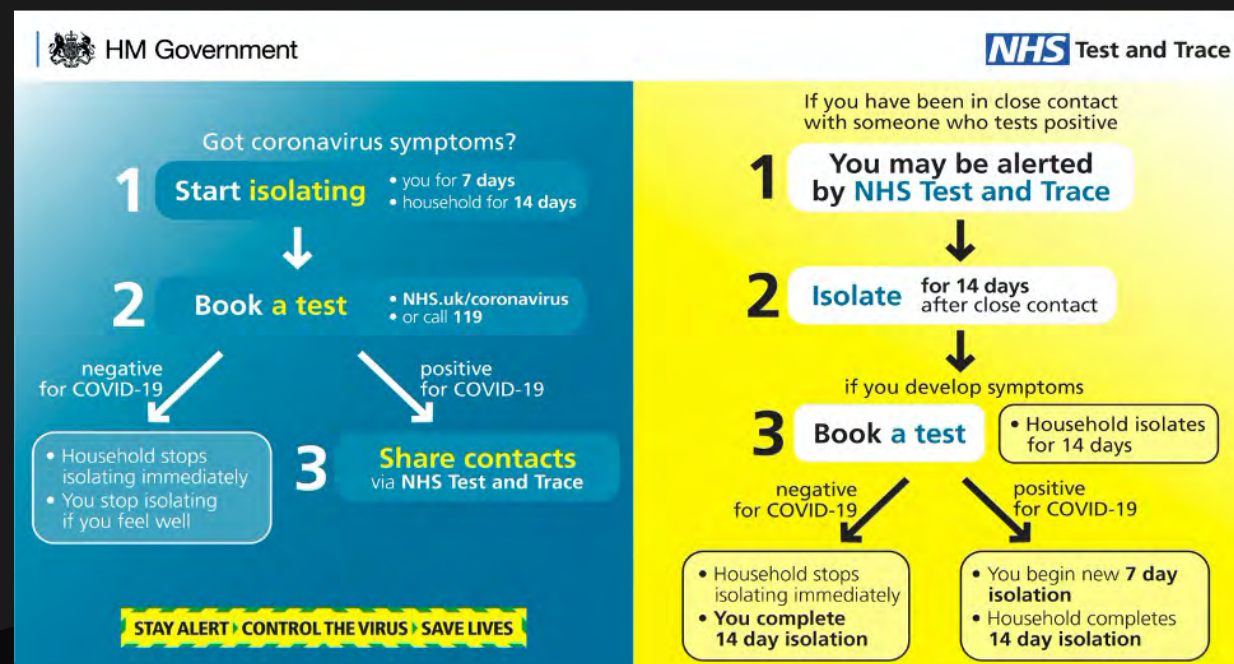 HM Government
NHS Test and Trace
Got coronavirus symptoms?
1
Start isolating
• you for 7 days
• household for 14 days
2
Book a test
• NHS.uk/coronavirus
• or call 119
negative
for COVID-19
positive
for COVID-19
• Household stops
isolating immediately
• You stop isolating
if you feel well
3
Share contacts
via NHS Test and Trace
STAY ALERT CONTROL THE VIRUS SAVE LIVES
If you have been in close contact
with someone who tests positive
1
You may be alerted
by NHS Test and Trace
2
Isolate
for 14 days
after close contact
if you develop symptoms
3
Book a test
• Household isolates
for 14 days
negative
for COVID-19
positive
for COVID-19
• Household stops
isolating immediately
• You complete
14 day isolation
• You begin new 7 day
isolation
• Household completes
14 day isolation